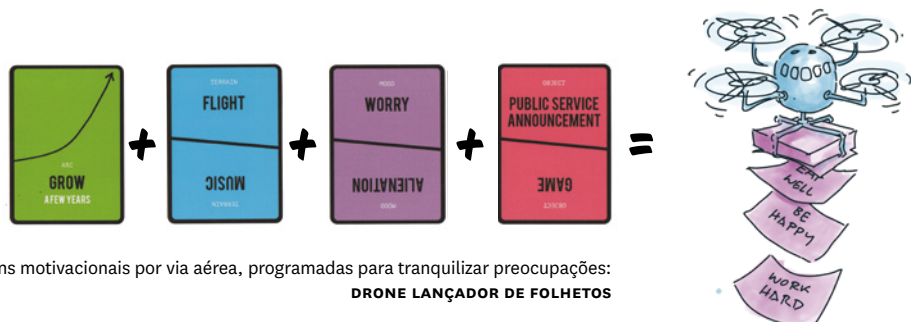 ARC
GROW
A FEW YEARS
TERRAIN
FLIGHT
MUSIC
TERRAIN
MOOD
WORRY
ALIENATION
MOOD
OBJECT
PUBLIC SERVICE
ANNOUNCEMENT
GAME
OBJECT
+
+
+
=
EAT
WELL
BE
HAPPY
WORK
HARD
ns motivacionais por via aérea, programadas para tranquilizar preocupações:
DRONE LANÇADOR DE FOLHETOS